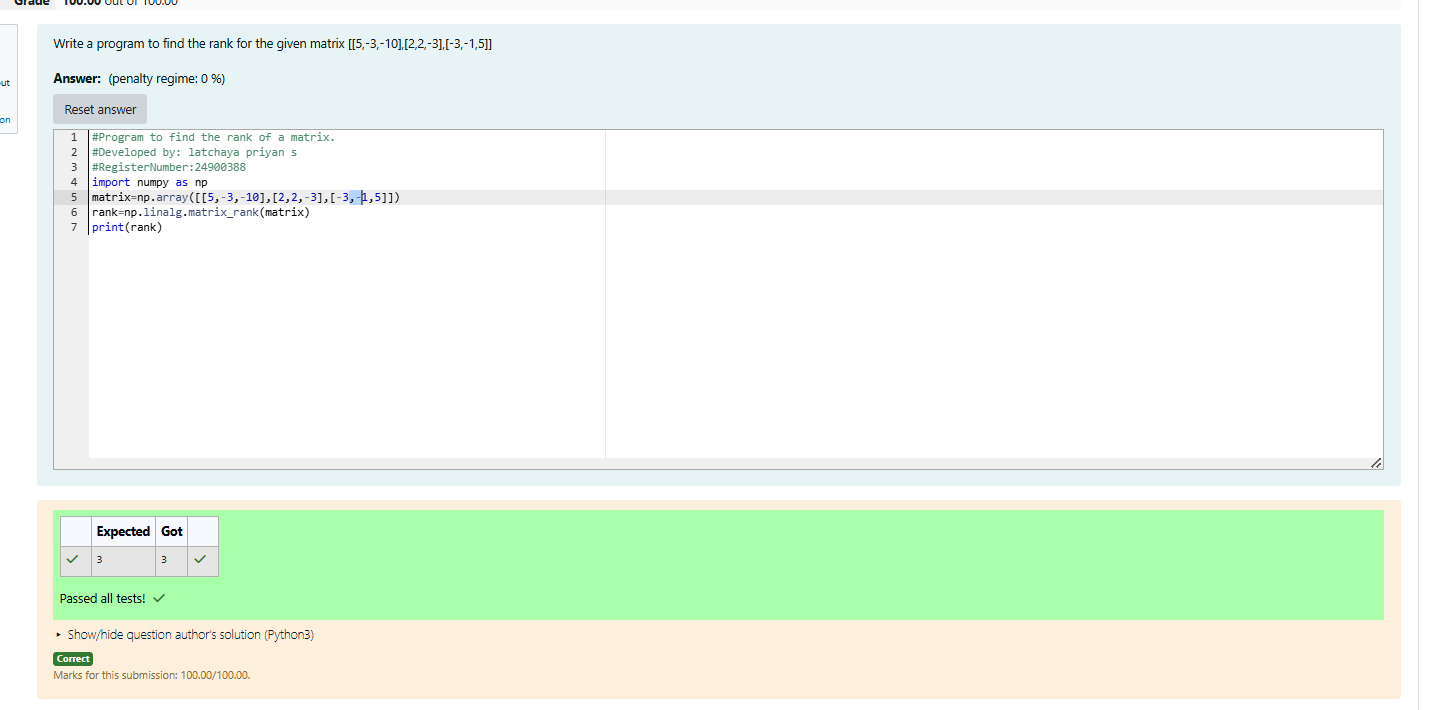 Grade 100.00 out of 100.00
ut
on
Write a program to find the rank for the given matrix [[5,-3,-10],[2,2,-3],[-3,-1,5]]
Answer: (penalty regime: 0 %)
Reset answer
1 #Program to find the rank of a matrix.
2 #Developed by: latchaya priyan s
3 #RegisterNumber:24900388
4 import numpy as np
5 matrix=np.array([[5,-3,-10],[2,2,-3],[-3,-1,5]])
6 rank=np.linalg.matrix_rank(matrix)
7 print(rank)
Expected Got
3 3
Passed all tests!
Show/hide question author's solution (Python3)
Correct
Marks for this submission: 100.00/100.00.